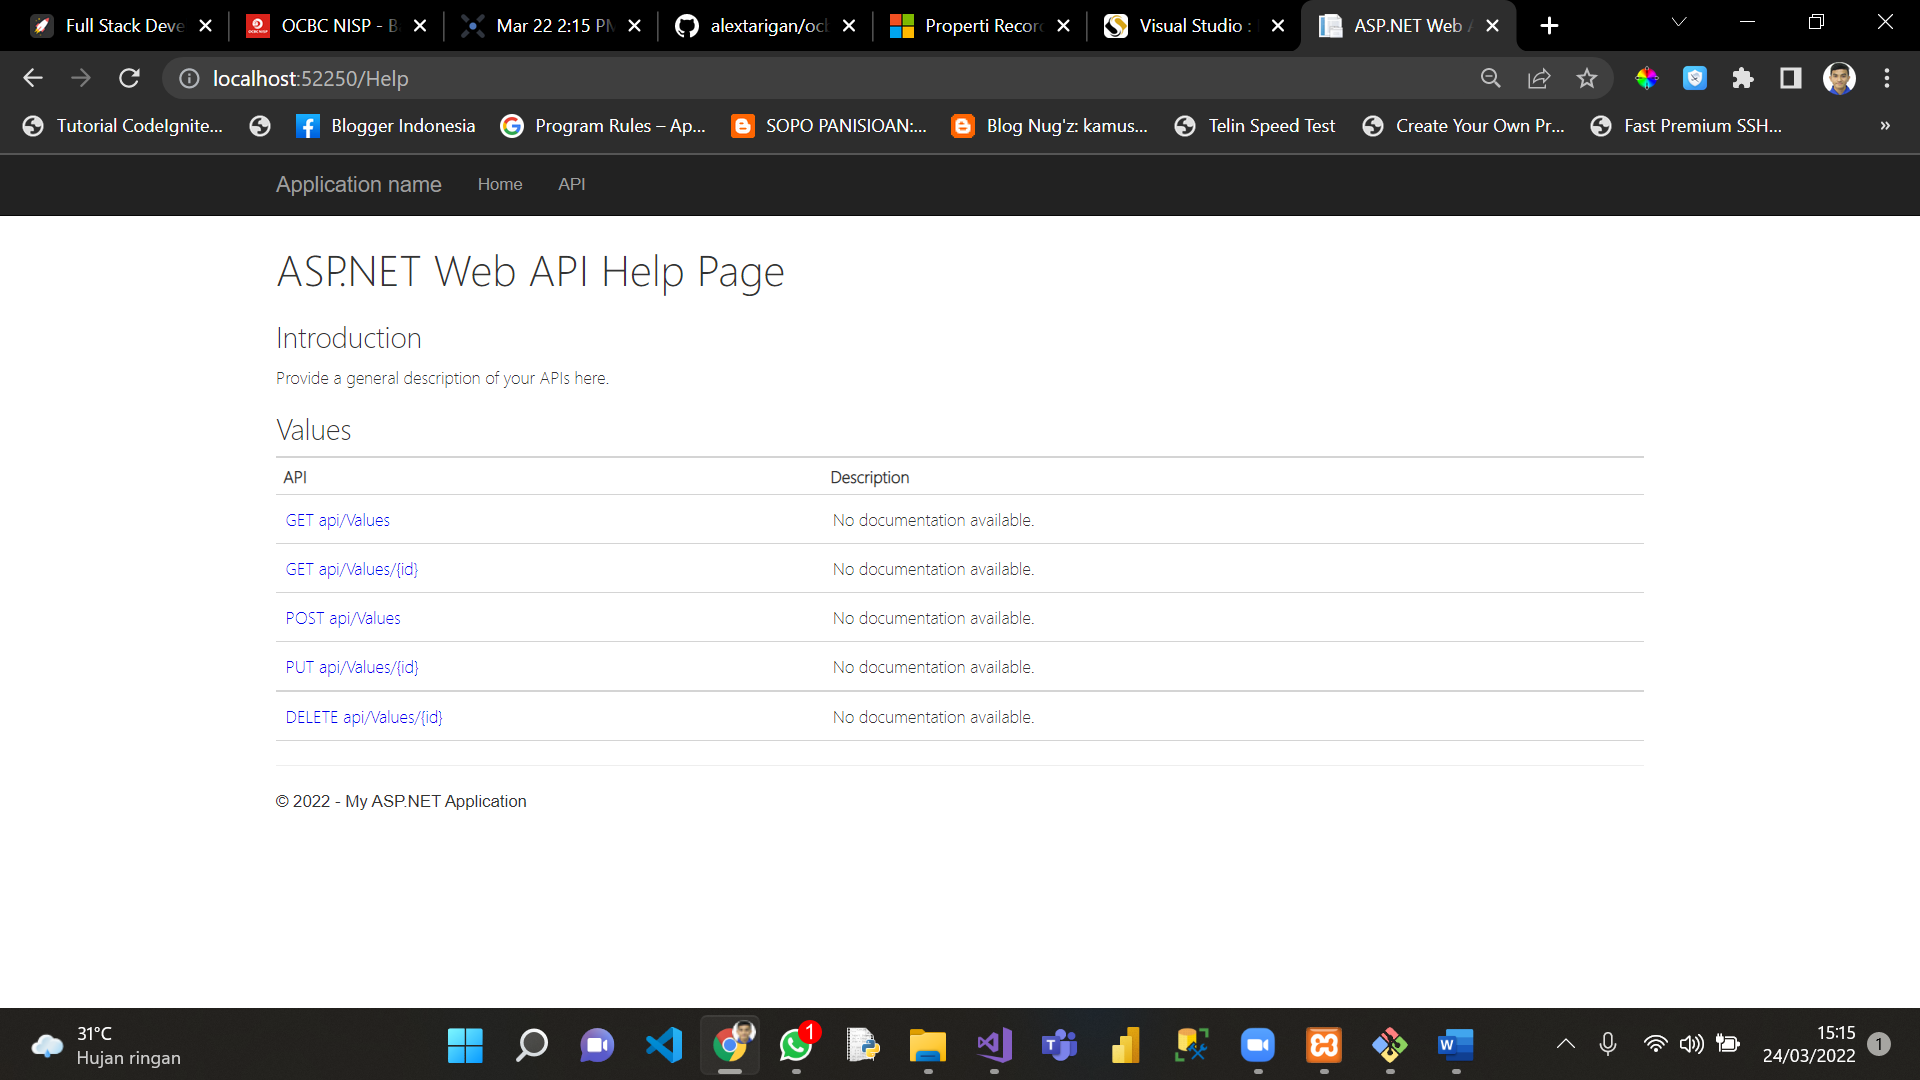 Full Stack Deve
OCBC NISP - B
Mar 22 2:15 PM
alextarigan/ocb
Properti Recor
Visual Studio :
ASP.NET Web A
localhost:52250/Help
Tutorial CodeIgnite...
Blogger Indonesia
Program Rules – Ap...
SOPO PANISIOAN:...
Blog Nug'z: kamus...
Telin Speed Test
Create Your Own Pr...
Fast Premium SSH...
»
Application name
Home
API
ASP.NET Web API Help Page
Introduction
Provide a general description of your APIs here.
Values
API Description
GET api/Values No documentation available.
GET api/Values/{id} No documentation available.
POST api/Values No documentation available.
PUT api/Values/{id} No documentation available.
DELETE api/Values/{id} No documentation available.
© 2022 - My ASP.NET Application
31°C
Hujan ringan
1
15:15
24/03/2022
1